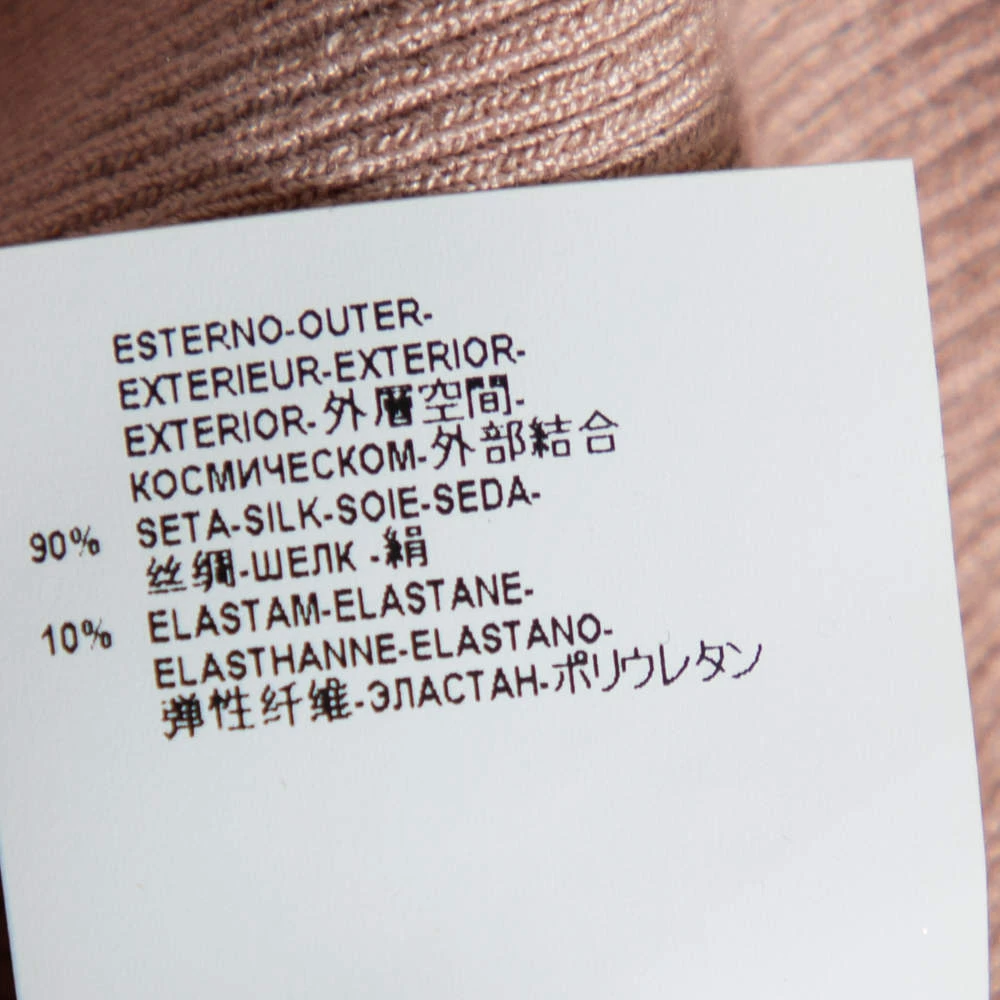 ESTERNO-OUTER-
EXTERIEUR-EXTERIOR-
EXTERIOR-外層空間-
КОСМИЧЕСКОМ-外部結合
90% SETA-SILK-SOIE-SEDA-
丝绸-ШЕЛК -絹
10% ELASTAM-ELASTANE-
ELASTHANNE-ELASTANO-
弹性纤维-ЭЛАСТАН-ポリウレタン